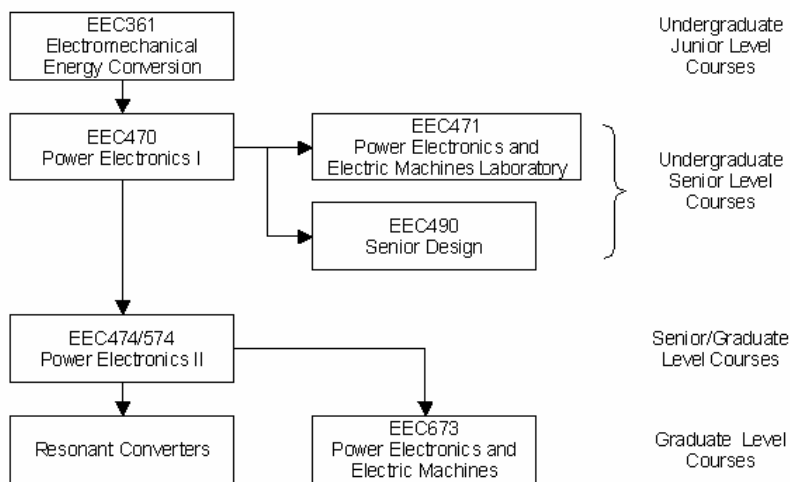 EEC361
Electromechanical
Energy Conversion
Undergraduate
Junior Level
Courses
EEC470
Power Electronics I
EEC471
Power Electronics and
Electric Machines Laboratory
EEC490
Senior Design
Undergraduate
Senior Level
Courses
EEC474/574
Power Electronics II
Senior/Graduate
Level Courses
Resonant Converters
EEC673
Power Electronics and
Electric Machines
Graduate Level
Courses